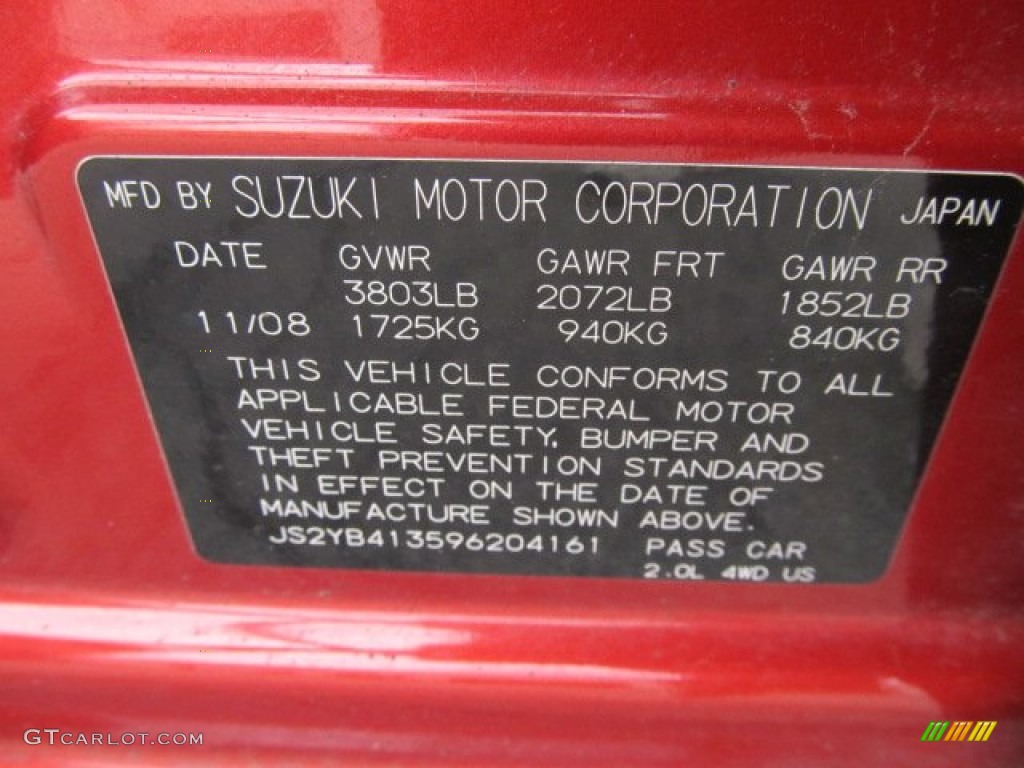 MFD BY SUZUKI MOTOR CORPORATION JAPAN
DATE GVWR GAWR FRT GAWR RR
3803LB 2072LB 1852LB
11/08 1725KG 940KG 840KG
THIS VEHICLE CONFORMS TO ALL
APPLICABLE FEDERAL MOTOR
VEHICLE SAFETY, BUMPER AND
THEFT PREVENTION STANDARDS
IN EFFECT ON THE DATE OF
MANUFACTURE SHOWN ABOVE.
JS2YB413596204161 PASS CAR
2.0L 4WD US
GTCARLOT.COM